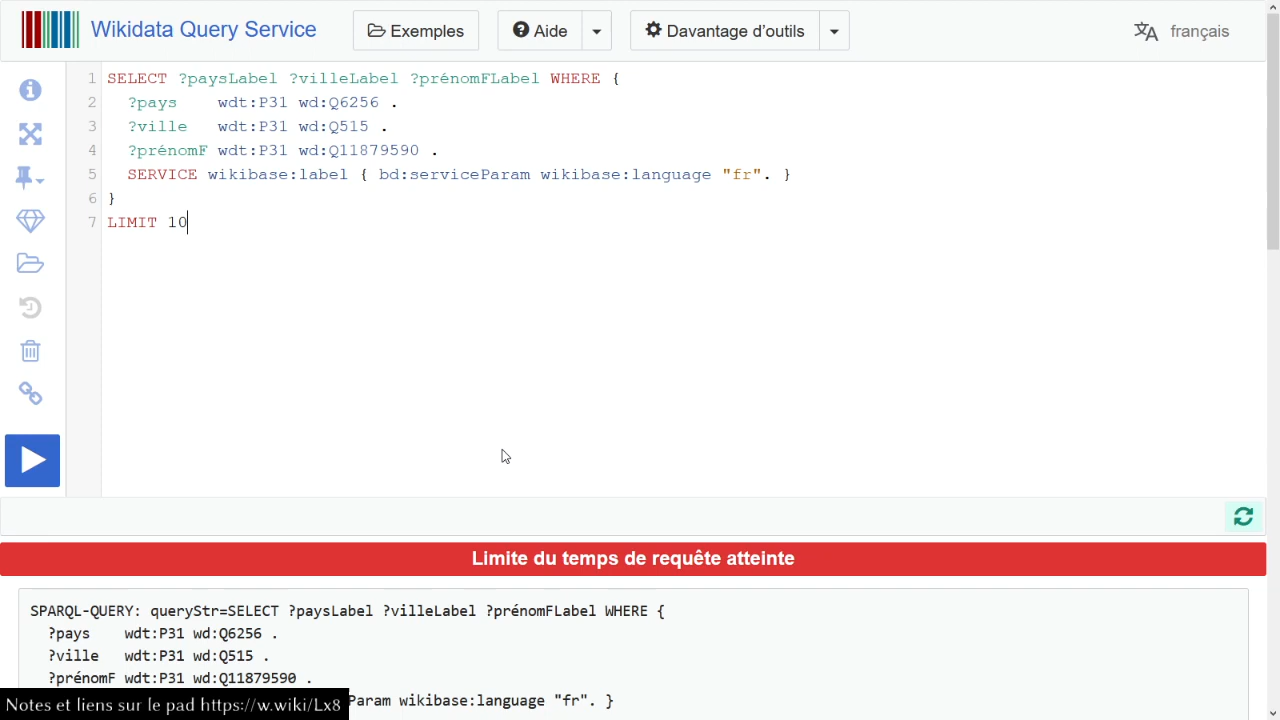 Wikidata Query Service
Exemples
Aide
Davantage d'outils
français
1 SELECT ?paysLabel ?villeLabel ?prénomFLabel WHERE {
2 ?pays wdt:P31 wd:Q6256 .
3 ?ville wdt:P31 wd:Q515 .
4 ?prénomF wdt:P31 wd:Q11879590 .
5 SERVICE wikibase:label { bd:serviceParam wikibase:language "fr". }
6 }
7 LIMIT 10
Limite du temps de requête atteinte
SPARQL-QUERY: queryStr=SELECT ?paysLabel ?villeLabel ?prénomFLabel WHERE {
?pays wdt:P31 wd:Q6256 .
?ville wdt:P31 wd:Q515 .
?prénomF wdt:P31 wd:Q11879590 .
Param wikibase:language "fr". }
Notes et liens sur le pad https://w.wiki/Lx8